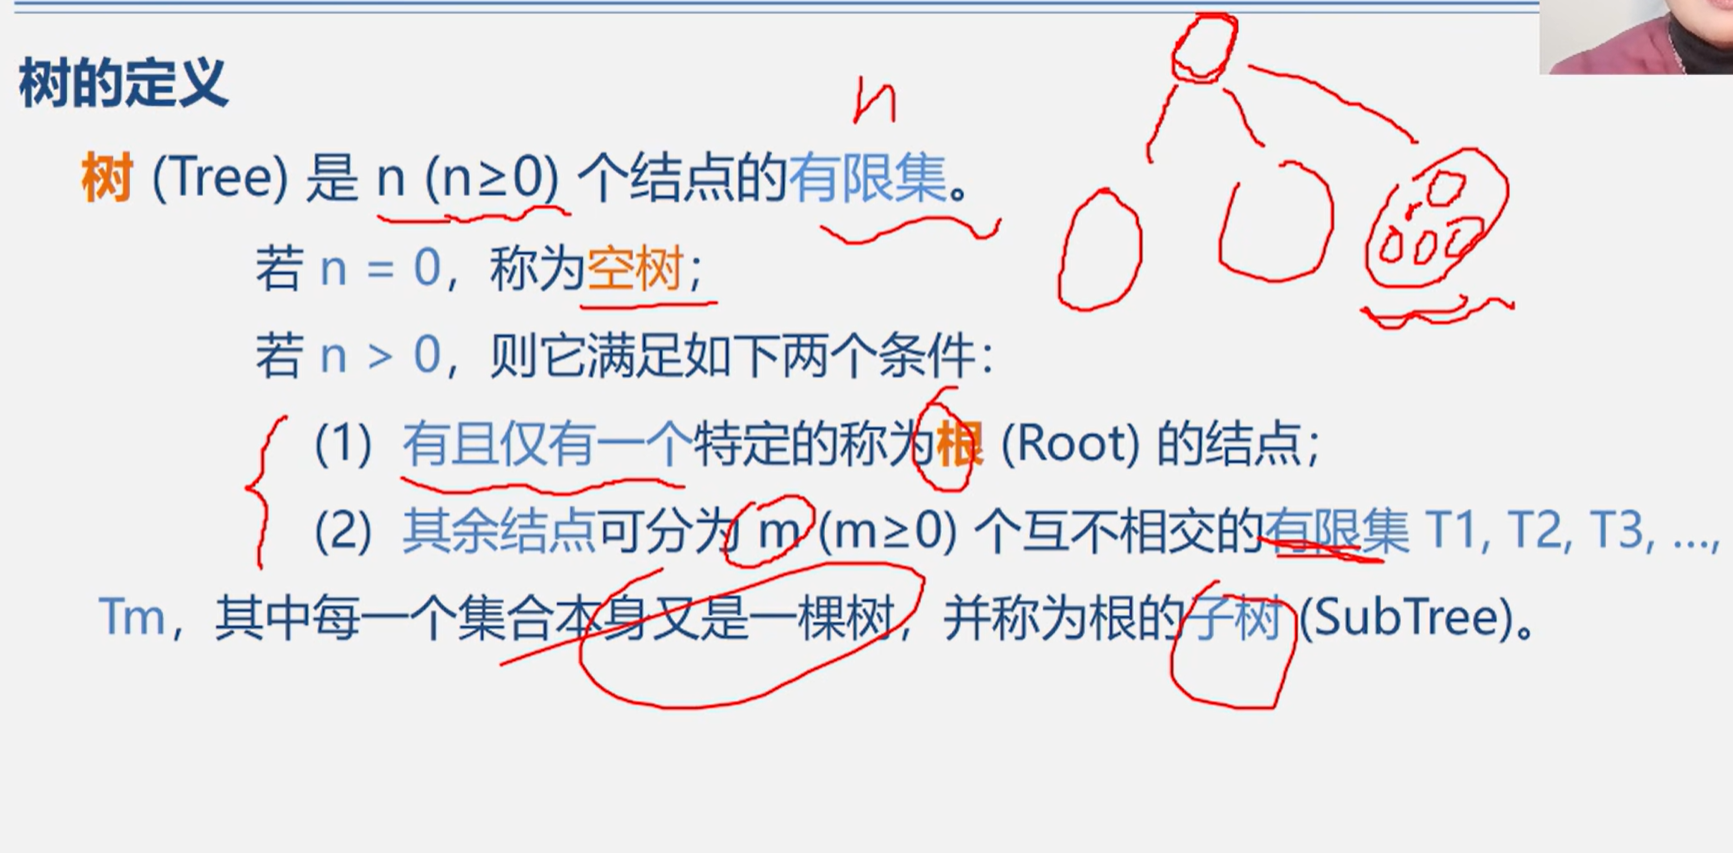 树的定义
n
树 (Tree) 是 n (n≥0) 个结点的有限集。
若 n = 0，称为空树；
若 n > 0，则它满足如下两个条件：
(1) 有且仅有一个特定的称为根 (Root) 的结点；
(2) 其余结点可分为 m (m≥0) 个互不相交的有限集 T1, T2, T3, …,
Tm，其中每一个集合本身又是一棵树，并称为根的子树 (SubTree)。